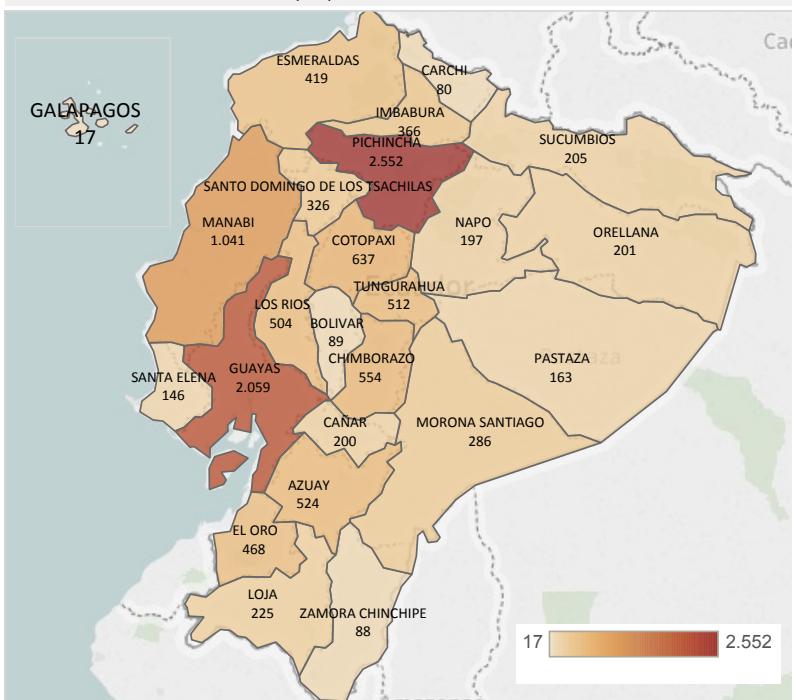 ESMERALDAS
419
CARCHI
80
Cad
GALAPAGOS
17
IMBABURA
366
PICHINCHA
2.552
SUCUMBIOS
205
SANTO DOMINGO DE LOS TSACHILAS
326
MANABI
1.041
NAPO
197
ORELLANA
201
COTOPAXI
637
Ecuador
TUNGURAHUA
512
LOS RIOS
504
BOLIVAR
89
CHIMBORAZO
554
PASTAZA
163
SANTA ELENA
146
GUAYAS
2.059
CAÑAR
200
MORONA SANTIAGO
286
AZUAY
524
EL ORO
468
LOJA
225
ZAMORA CHINCHIPE
88
17
2.552